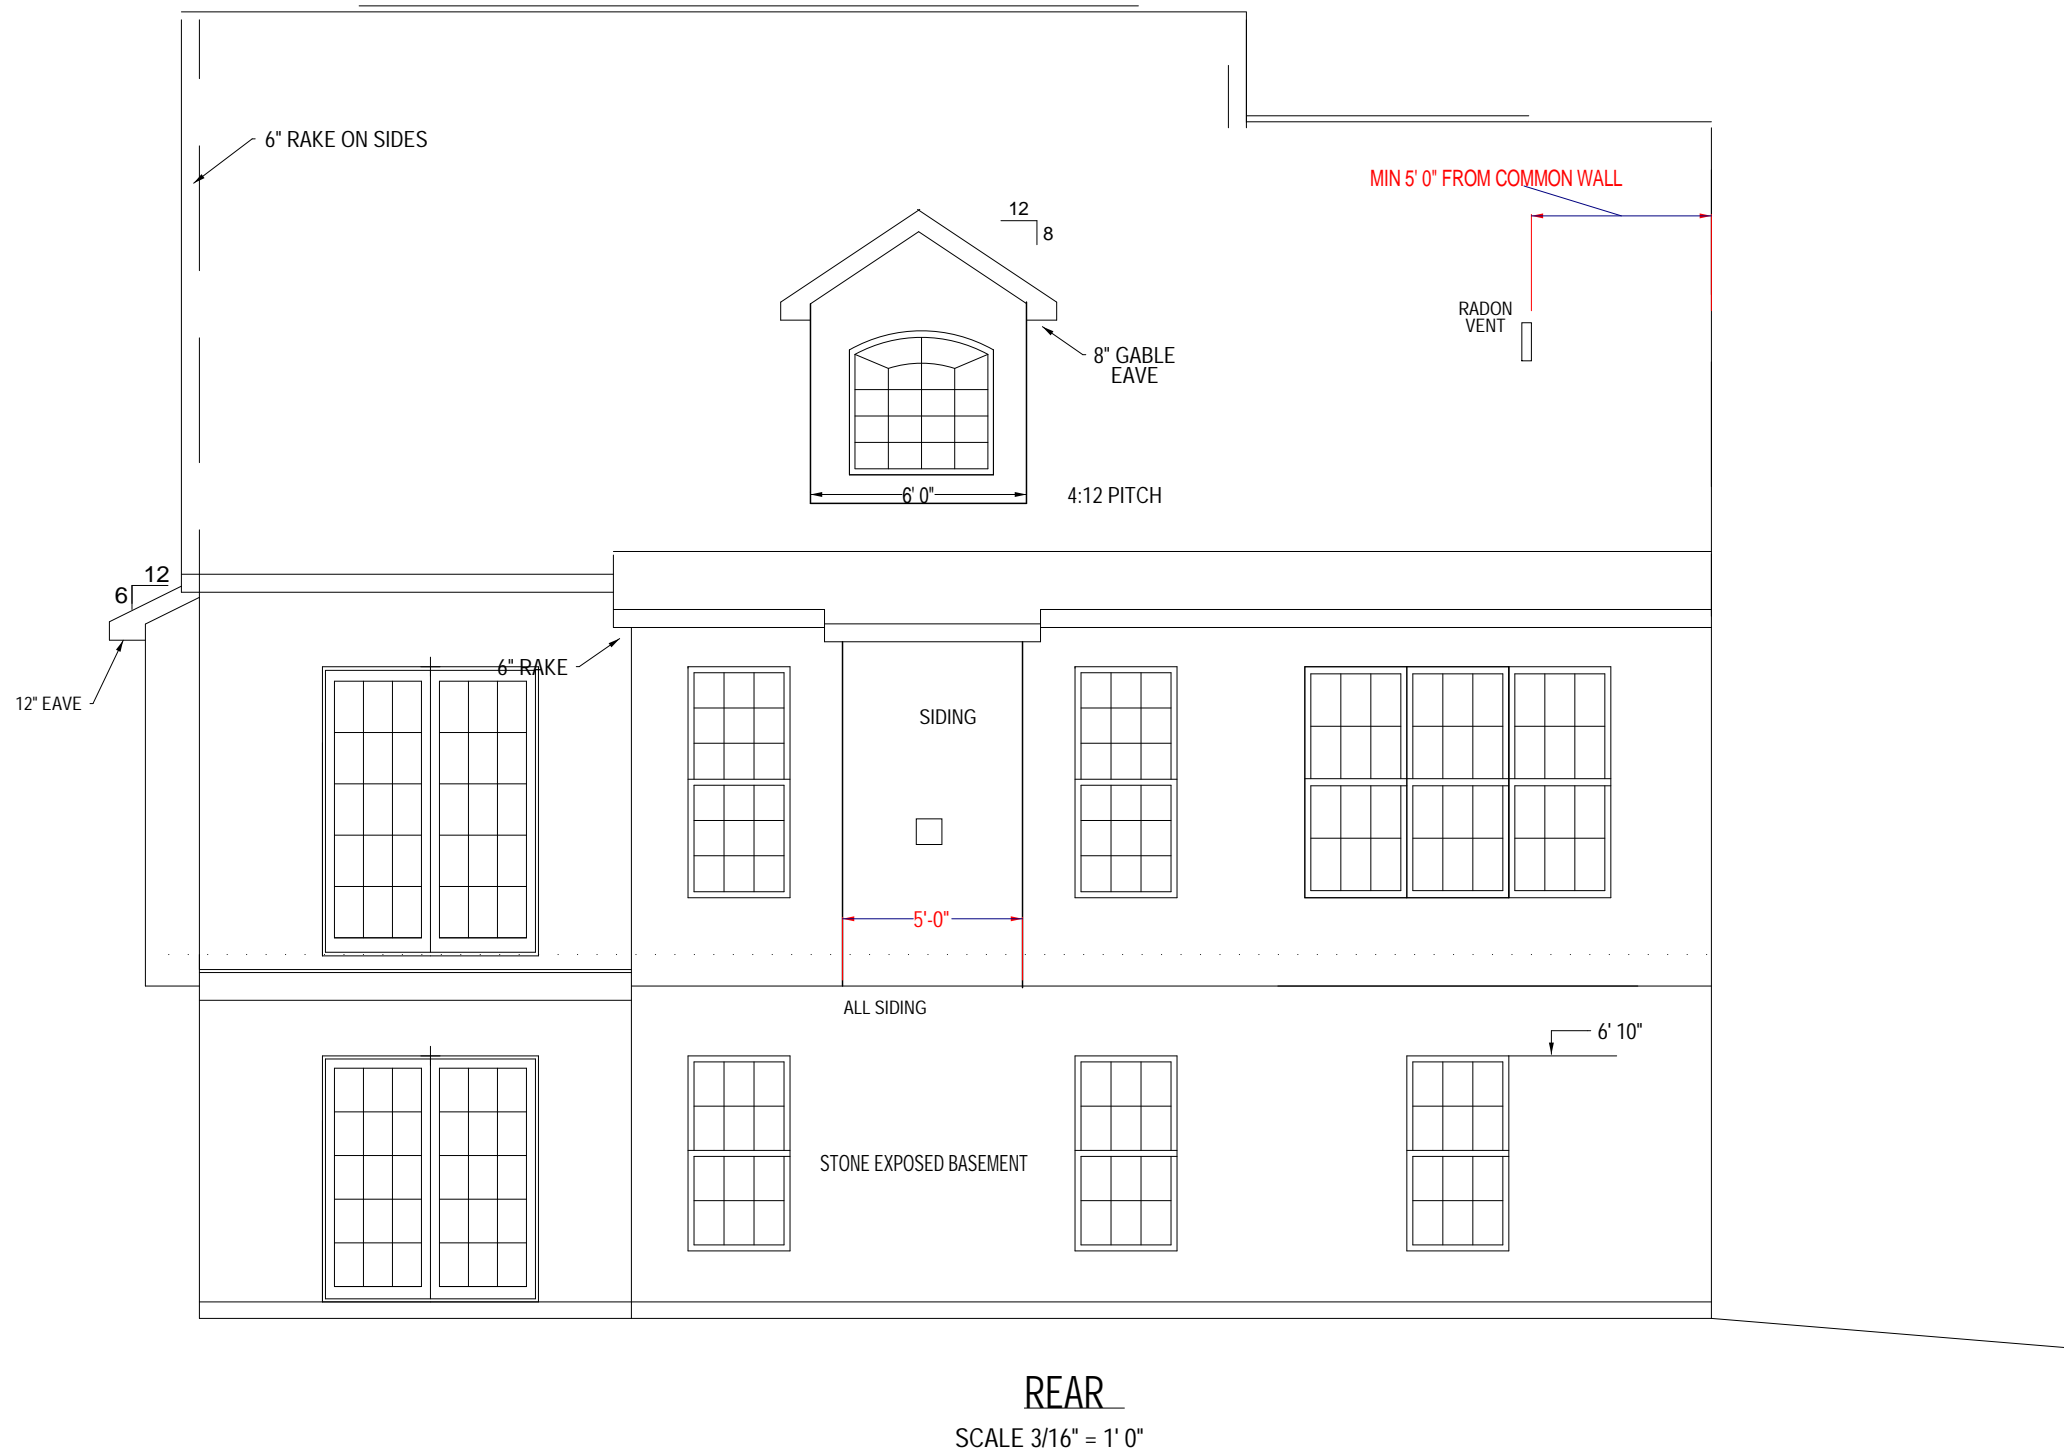 6" RAKE ON SIDES
MIN 5' 0" FROM COMMON WALL
12
8
RADON
VENT
8" GABLE
EAVE
6' 0"
4:12 PITCH
12
6
6" RAKE
12" EAVE
SIDING
5'-0"
ALL SIDING
6' 10"
STONE EXPOSED BASEMENT
REAR
SCALE 3/16" = 1' 0"